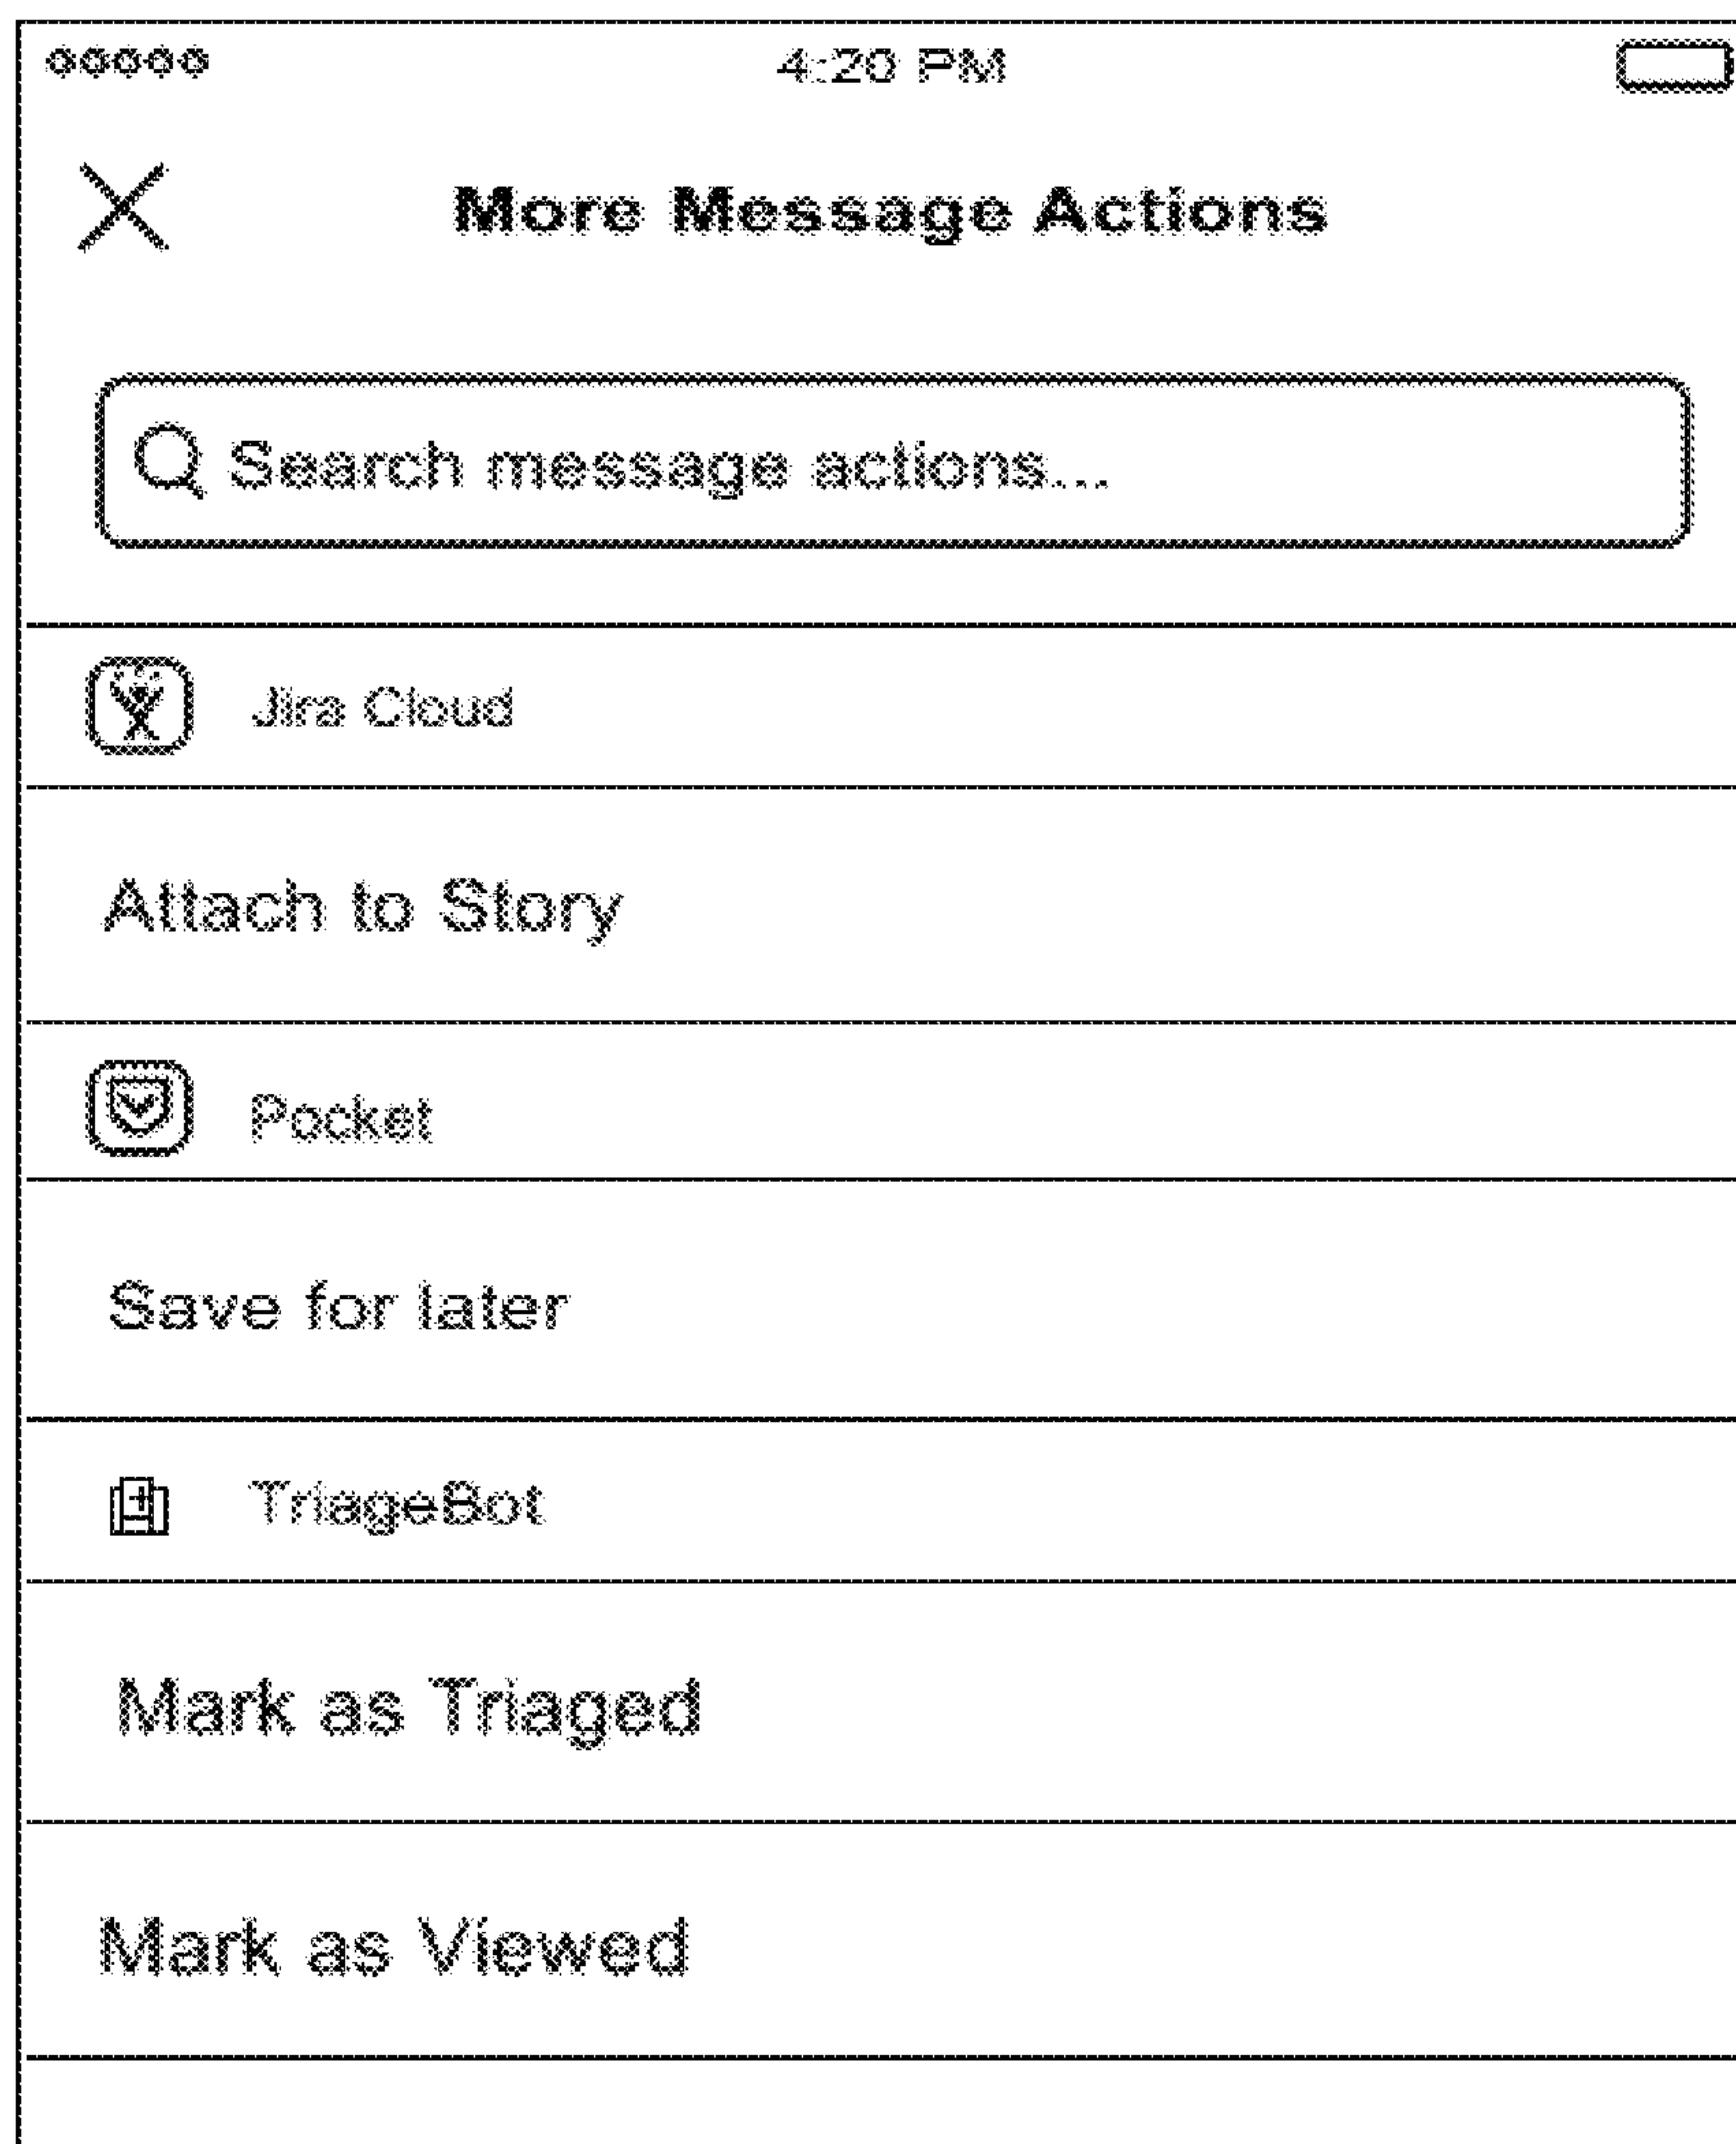 4:20 PM
More Message Actions
Search message actions...
Jira Cloud
Attach to Story
Pocket
Save for later
TriageBot
Mark as Triaged
Mark as Viewed